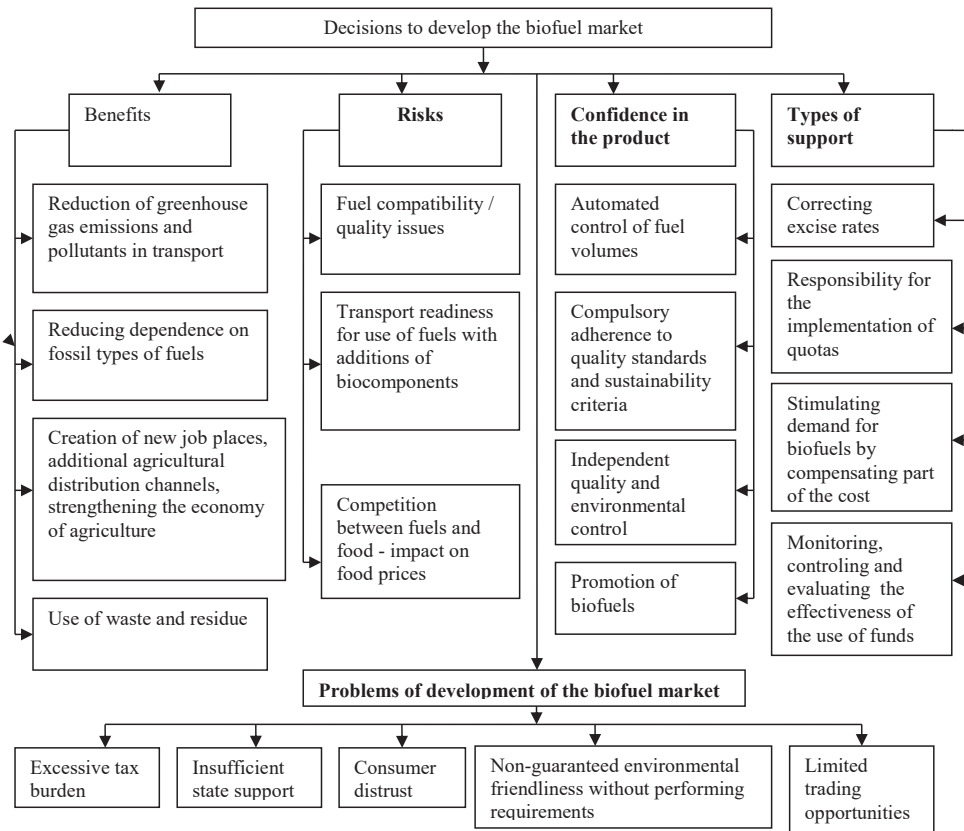 Decisions to develop the biofuel market
Benefits
Reduction of greenhouse
gas emissions and
pollutants in transport
Reducing dependence on
fossil types of fuels
Creation of new job places,
additional agricultural
distribution channels,
strengthening the economy
of agriculture
Use of waste and residue
Risks
Fuel compatibility /
quality issues
Transport readiness
for use of fuels with
additions of
biocomponents
Competition
between fuels and
food - impact on
food prices
Confidence in
the product
Automated
control of fuel
volumes
Compulsory
adherence to
quality standards
and sustainability
criteria
Independent
quality and
environmental
control
Promotion of
biofuels
Types of
support
Correcting
excise rates
Responsibility for
the
implementation of
quotas
Stimulating
demand for
biofuels by
compensating part
of the cost
Monitoring,
controling and
evaluating the
effectiveness of
the use of funds
Problems of development of the biofuel market
Excessive tax
burden
Insufficient
state support
Consumer
distrust
Non-guaranteed environmental
friendliness without performing
requirements
Limited
trading
opportunities